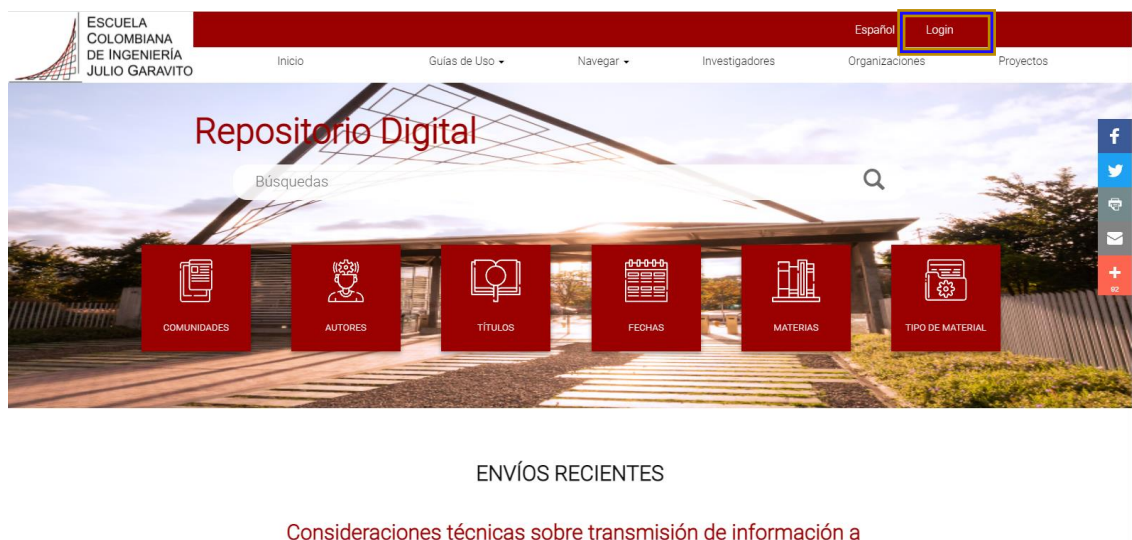 ESCUELA
COLOMBIANA
DE INGENIERÍA
JULIO GARAVITO
Español Login
Inicio Guías de Uso Navegar Investigadores Organizaciones Proyectos
Repositorio Digital
Búsquedas
COMUNIDADES AUTORES TÍTULOS FECHAS MATERIAS TIPO DE MATERIAL
92
ENVÍOS RECIENTES
Consideraciones técnicas sobre transmisión de información a